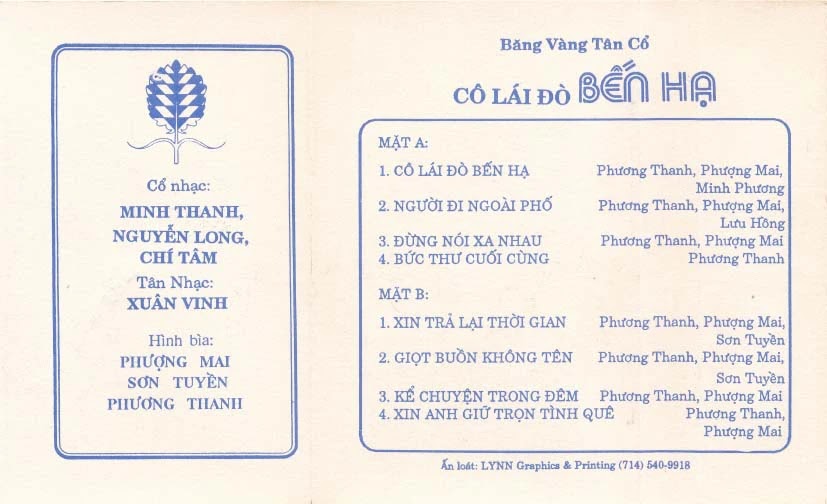 Cổ nhạc:
MINH THANH,
NGUYỄN LONG,
CHÍ TÂM
Tân Nhạc:
XUÂN VINH
Hình bìa:
PHƯỢNG MAI
SƠN TUYỀN
PHƯƠNG THANH
Băng Vàng Tân Cổ
CÔ LÁI ĐÒ BẾN HẠ
MẶT A:
1. CÔ LÁI ĐÒ BẾN HẠ Phương Thanh, Phượng Mai,
Minh Phương
2. NGƯỜI ĐI NGOÀI PHỐ Phương Thanh, Phượng Mai,
Lưu Hồng
3. ĐỪNG NÓI XA NHAU Phương Thanh, Phượng Mai
4. BỨC THƯ CUỐI CÙNG Phương Thanh
MẶT B:
1. XIN TRẢ LẠI THỜI GIAN Phương Thanh, Phượng Mai,
Sơn Tuyền
2. GIỌT BUỒN KHÔNG TÊN Phương Thanh, Phượng Mai,
Sơn Tuyền
3. KỂ CHUYỆN TRONG ĐÊM Phương Thanh, Phượng Mai
4. XIN ANH GIỮ TRỌN TÌNH QUÊ Phương Thanh,
Phượng Mai
Ấn loát: LYNN Graphics & Printing (714) 540-9918